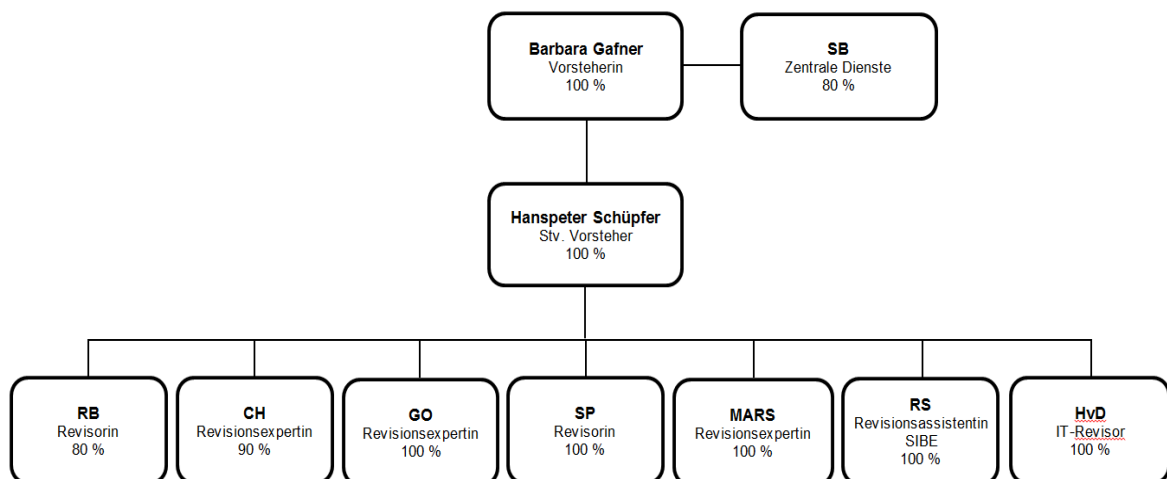 Barbara Gafner
Vorsteherin
100 %
SB
Zentrale Dienste
80 %
Hanspeter Schüpfer
Stv. Vorsteher
100 %
RB
Revisorin
80 %
CH
Revisionsexpertin
90 %
GO
Revisionsexpertin
100 %
SP
Revisorin
100 %
MARS
Revisionsexpertin
100 %
RS
Revisionsassistentin
SIBE
100 %
HvD
IT-Revisor
100 %